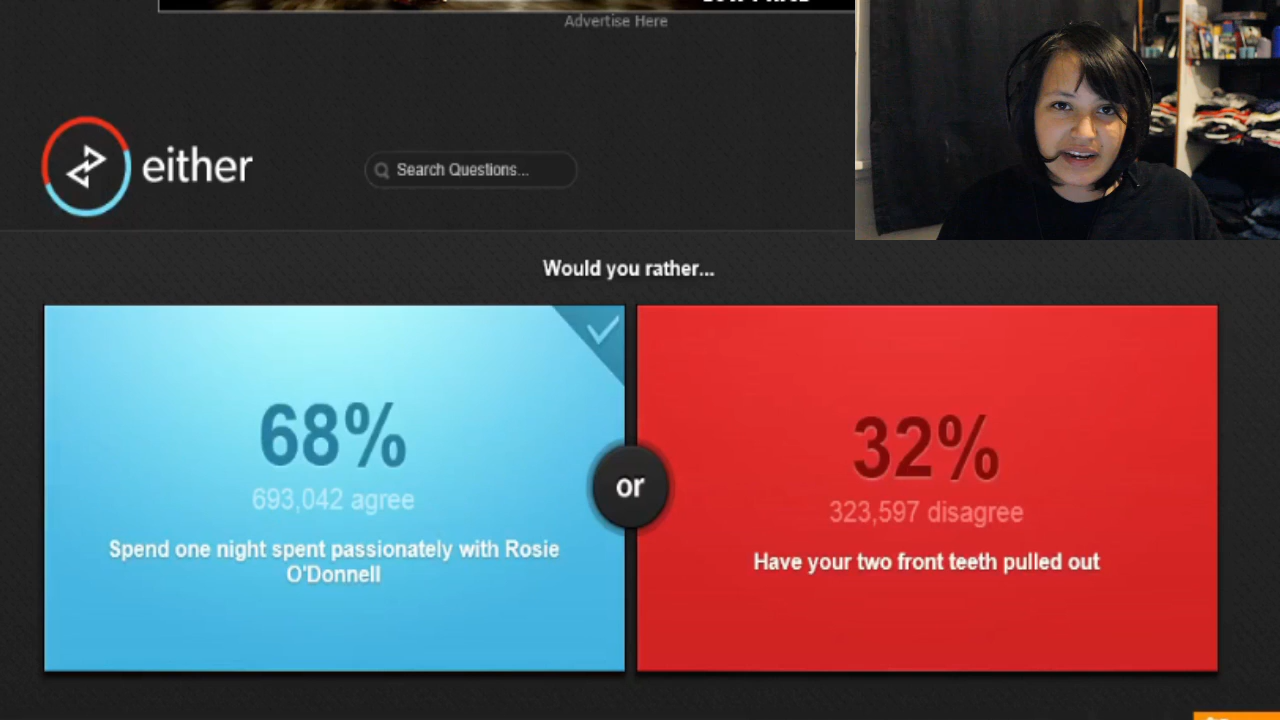 Advertise Here
either
Search Questions...
Would you rather...
68%
693,042 agree
Spend one night spent passionately with Rosie
O'Donnell
or
32%
323,597 disagree
Have your two front teeth pulled out